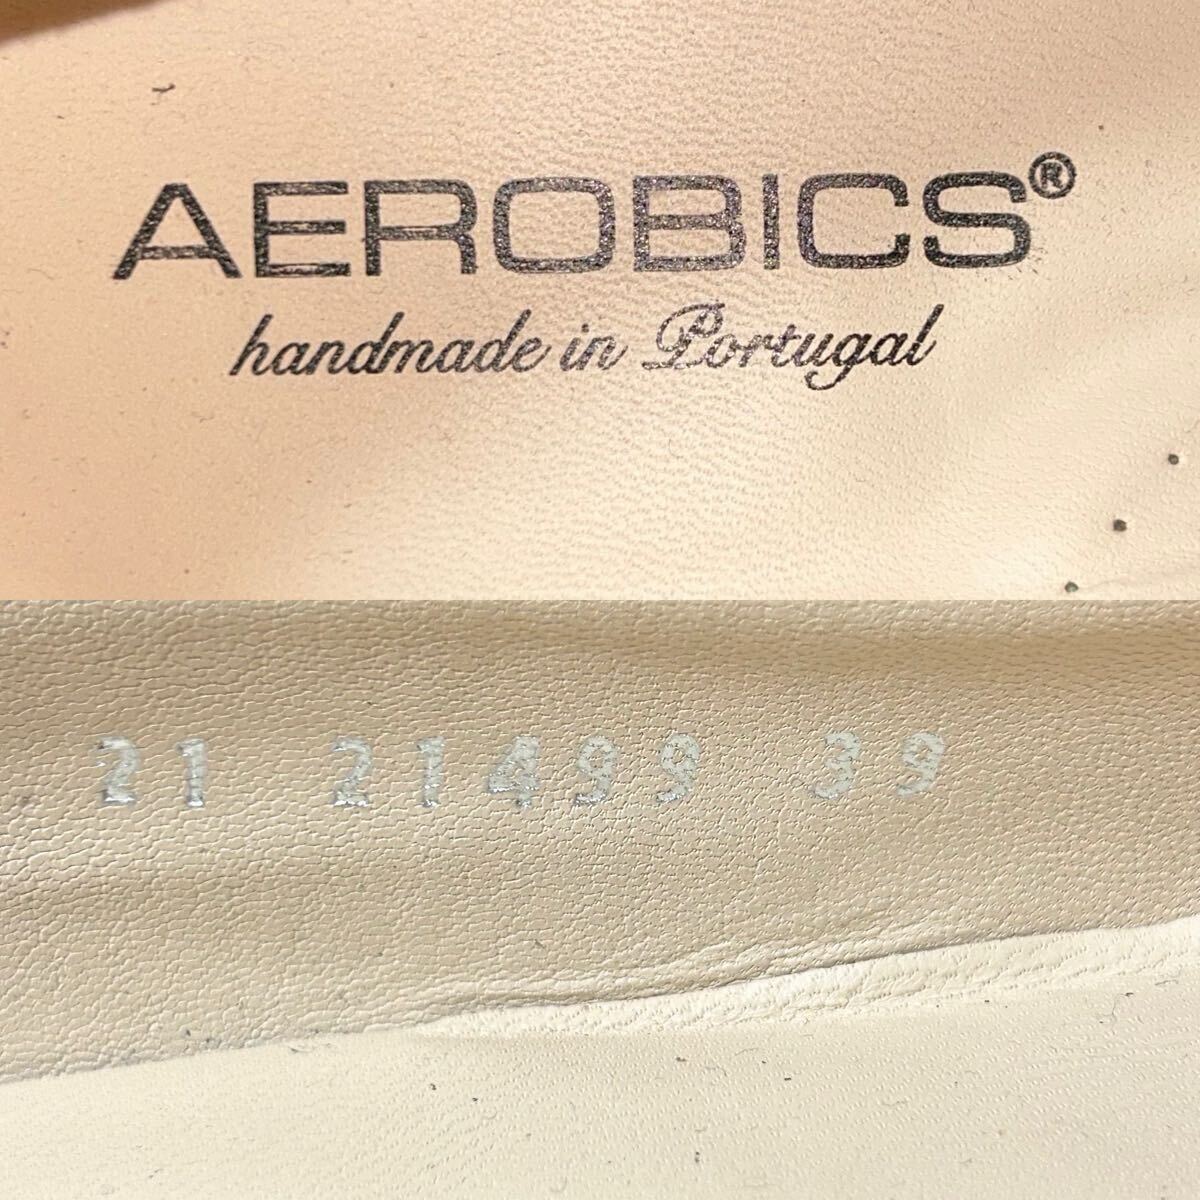 AEROBICS®
handmade in Portugal
21 21499 39